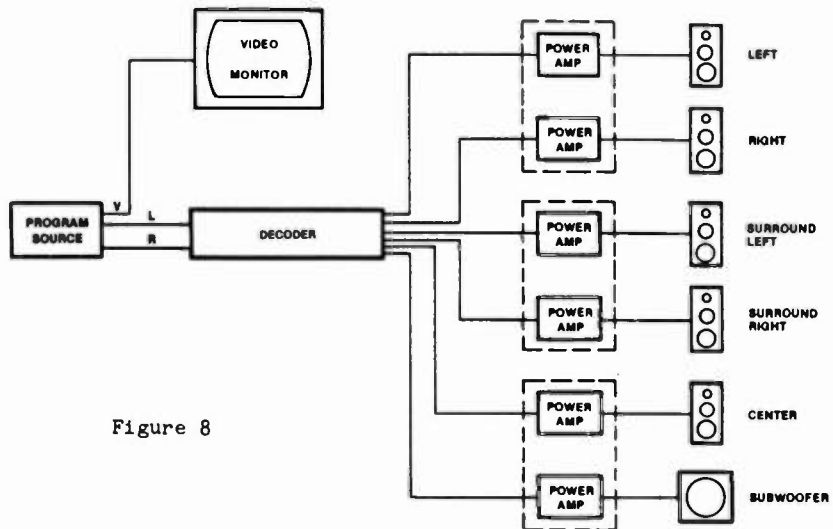 VIDEO
MONITOR
POWER
AMP
LEFT
POWER
AMP
RIGHT
V
L
R
PROGRAM
SOURCE
DECODER
POWER
AMP
SURROUND
LEFT
POWER
AMP
SURROUND
RIGHT
POWER
AMP
CENTER
Figure 8
POWER
AMP
SUBWOOFER